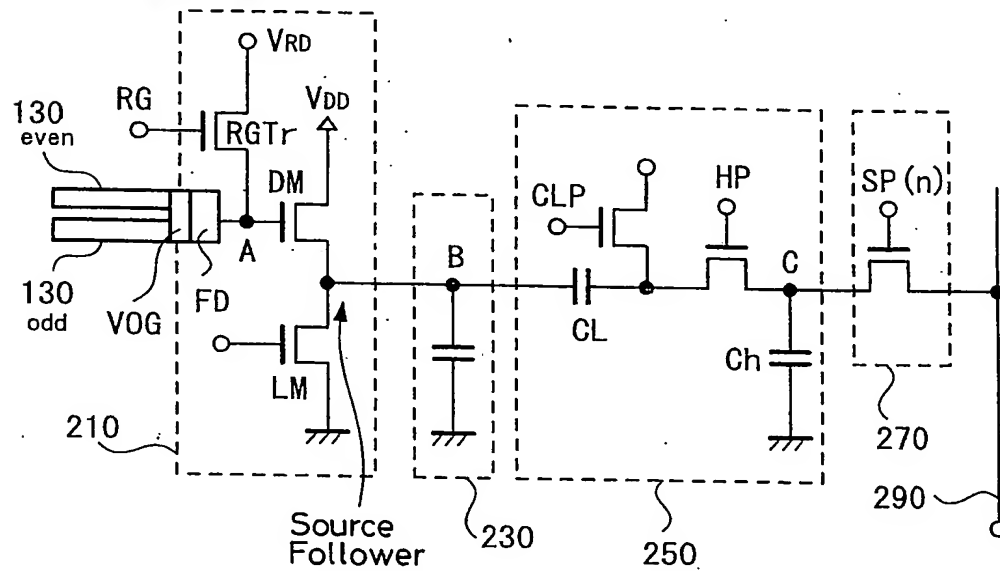 VRD
RG
VDD
130
even
RGTr
DM
CLP
HP
SP(n)
A
B
C
130
odd
VOG
FD
CL
LM
Ch
210
270
Source
Follower
230
250
290